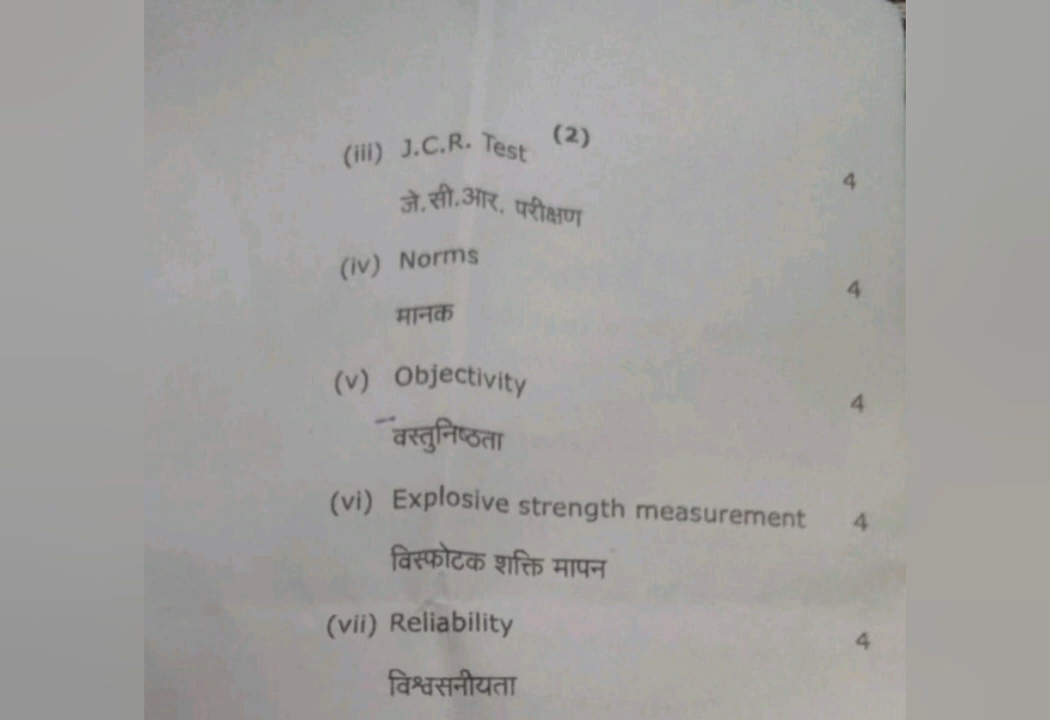 (2)
(iii) J.C.R. Test 4
जे.सी.आर. परीक्षण
(iv) Norms 4
मानक
(v) Objectivity 4
वस्तुनिष्ठता
(vi) Explosive strength measurement 4
विस्फोटक शक्ति मापन
(vii) Reliability 4
विश्वसनीयता